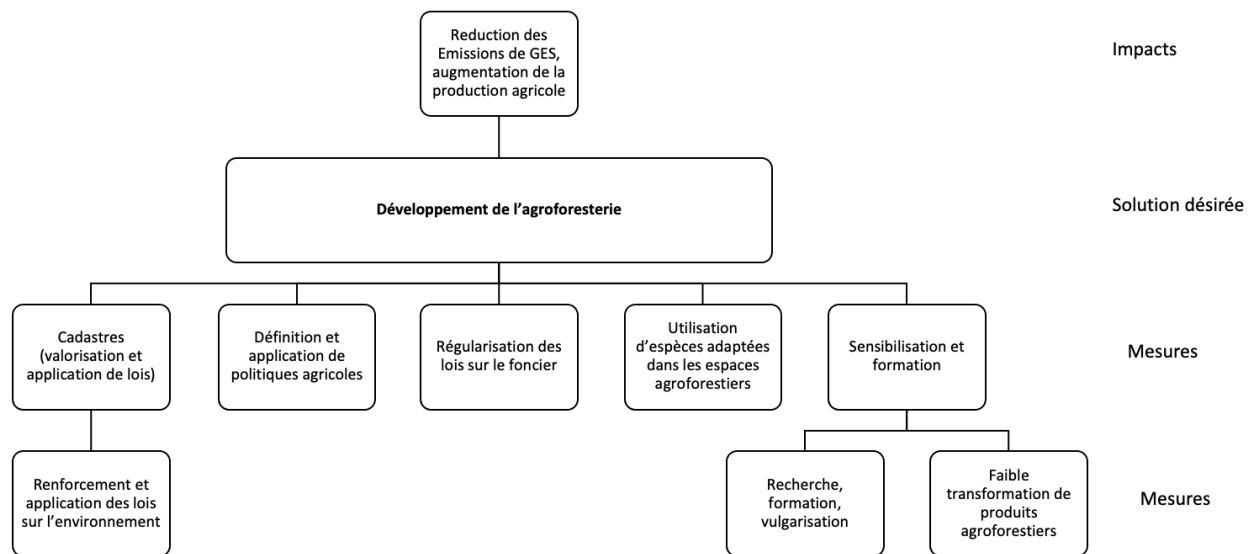 Reduction des
Emissions de GES,
augmentation de la
production agricole
Impacts
Développement de l’agroforesterie
Solution désirée
Cadastres
(valorisation et
application de lois)
Définition et
application de
politiques agricoles
Régularisation des
lois sur le foncier
Utilisation
d’espèces adaptées
dans les espaces
agroforestiers
Sensibilisation et
formation
Mesures
Renforcement et
application des lois
sur l’environnement
Recherche,
formation,
vulgarisation
Faible
transformation de
produits
agroforestiers
Mesures